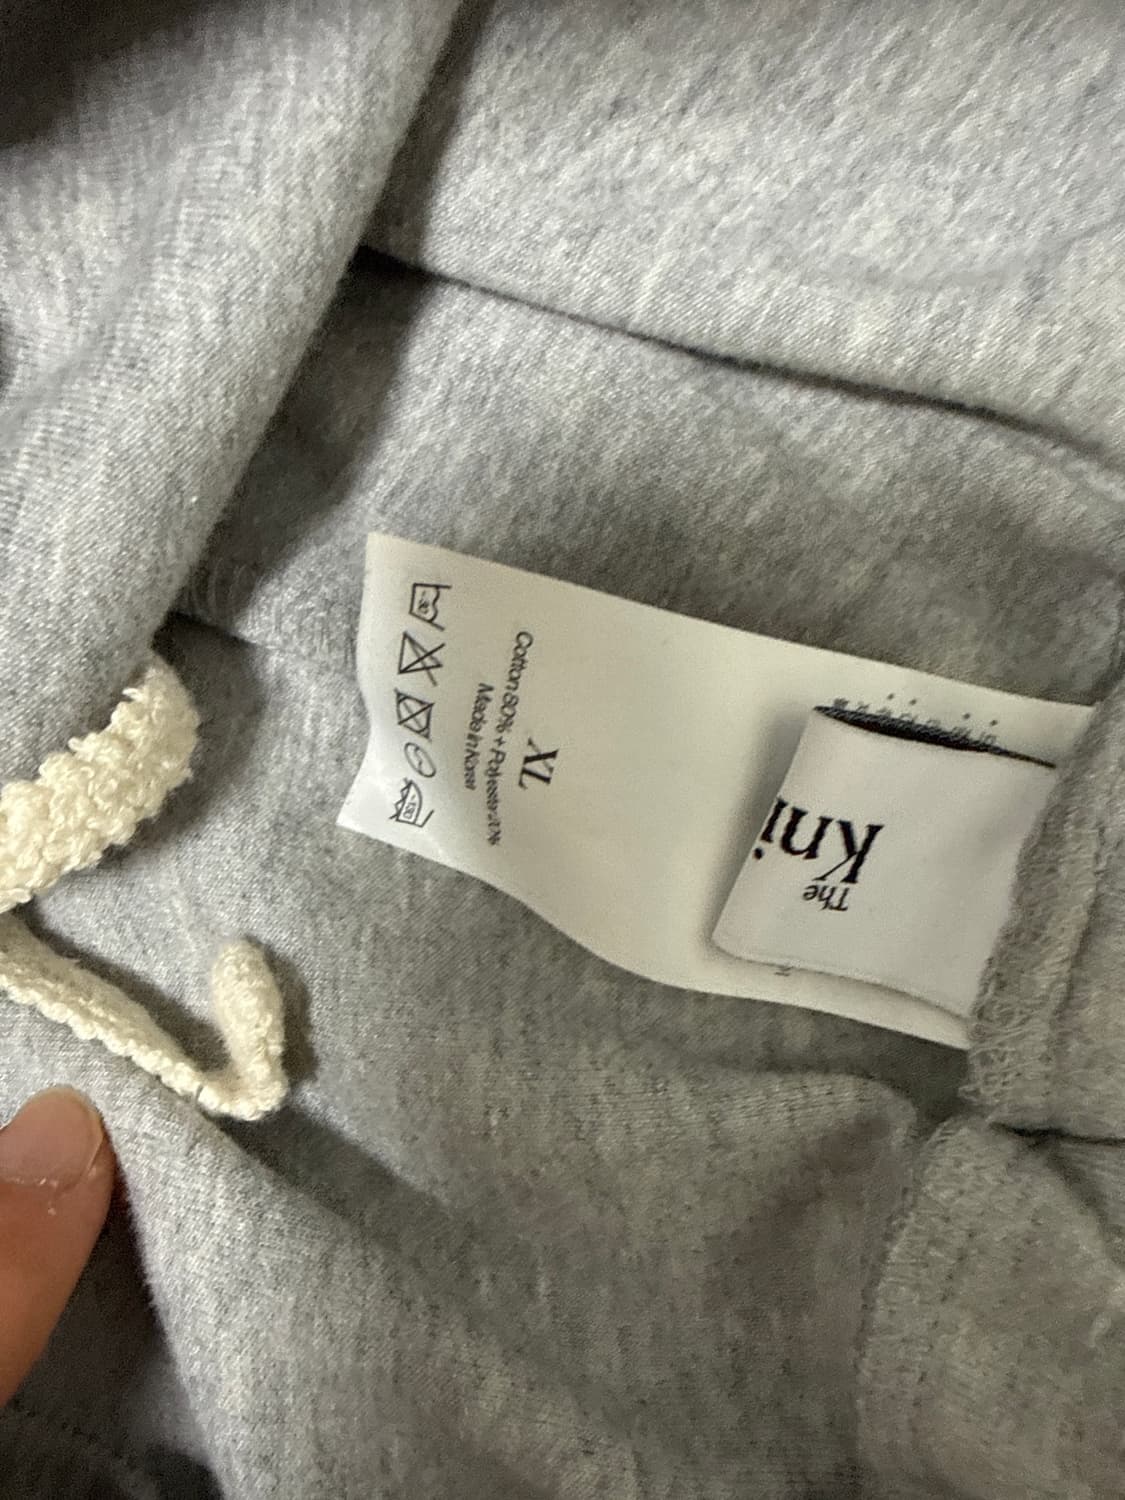 The
Kni
XL
Cotton 80% + Polyester 20%
Made in Korea